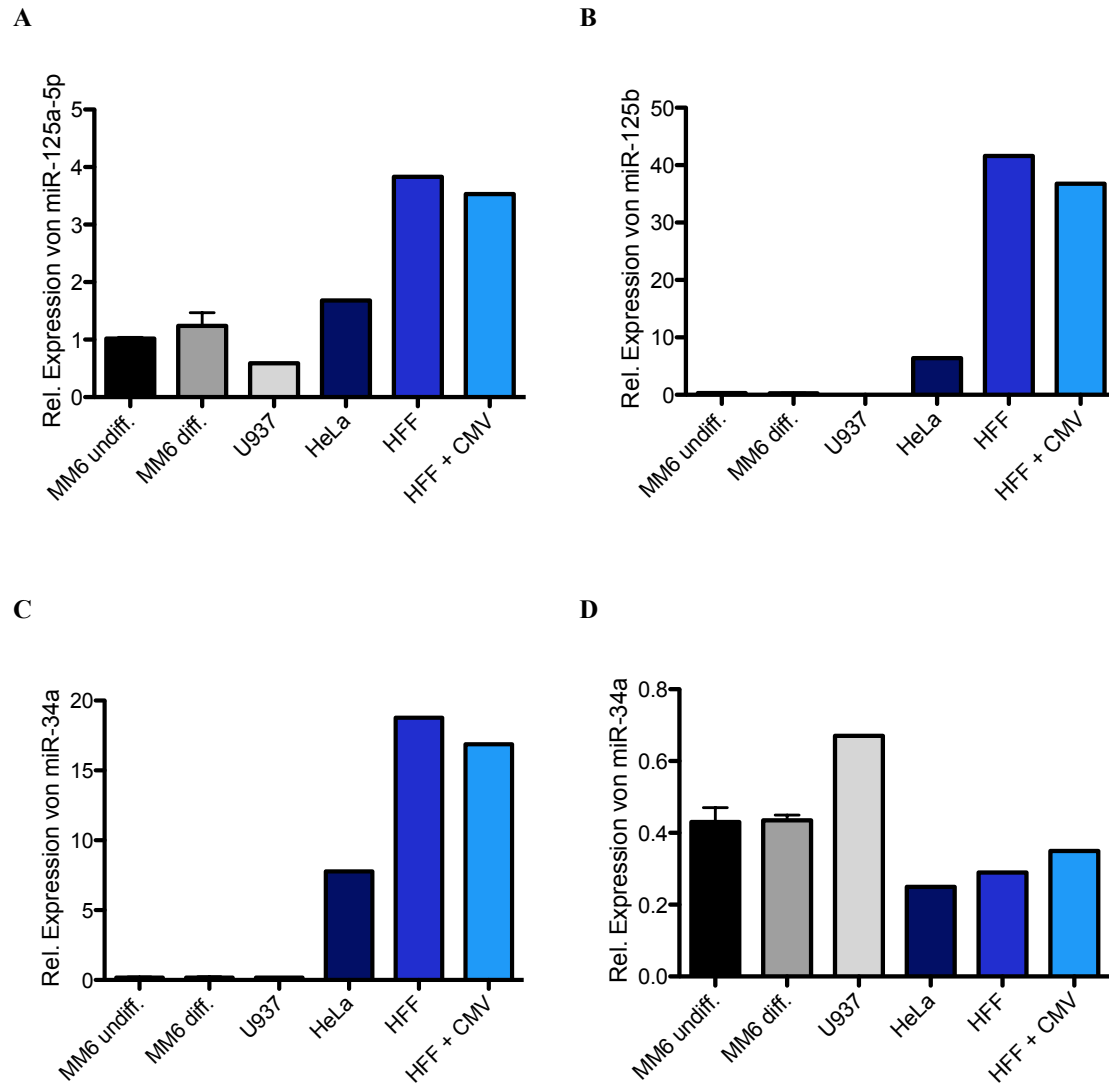 A
Rel. Expression von miR-125a-5p
5
4
3
2
1
0
MM6 undiff.
MM6 diff.
U937
HeLa
HFF
HFF + CMV
B
Rel. Expression von miR-125b
50
40
30
20
10
0
MM6 undiff.
MM6 diff.
U937
HeLa
HFF
HFF + CMV
C
Rel. Expression von miR-34a
20
15
10
5
0
MM6 undiff.
MM6 diff.
U937
HeLa
HFF
HFF + CMV
D
Rel. Expression von miR-34a
0.8
0.6
0.4
0.2
0.0
MM6 undiff.
MM6 diff.
U937
HeLa
HFF
HFF + CMV